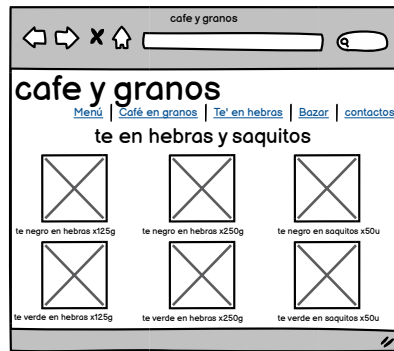 cafe y granos
cafe y granos
Menú | Café en granos | Te' en hebras | Bazar | contactos
te en hebras y saquitos
te negro en hebras x125g te negro en hebras x250g te negro en saquitos x50u
te verde en hebras x125g te verde en hebras x250g te verde en saquitos x50u